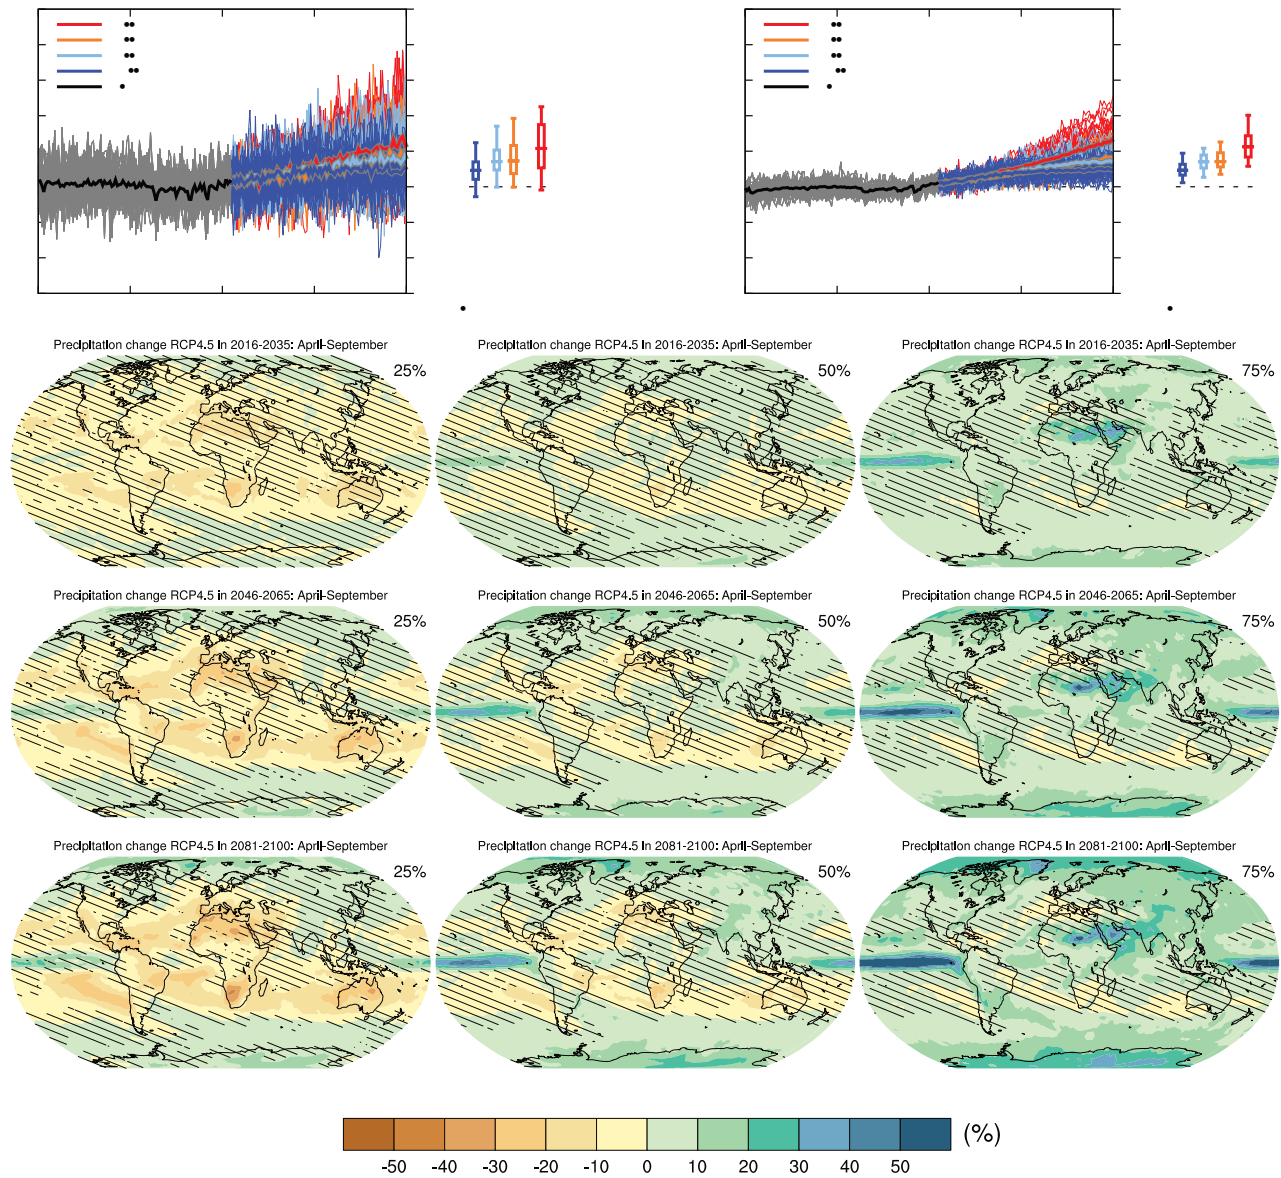 Precipitation change RCP4.5 in 2016-2035: April-September
25%
Precipitation change RCP4.5 in 2016-2035: April-September
50%
Precipitation change RCP4.5 in 2016-2035: April-September
75%
Precipitation change RCP4.5 in 2046-2065: April-September
25%
Precipitation change RCP4.5 in 2046-2065: April-September
50%
Precipitation change RCP4.5 in 2046-2065: April-September
75%
Precipitation change RCP4.5 in 2081-2100: April-September
25%
Precipitation change RCP4.5 in 2081-2100: April-September
50%
Precipitation change RCP4.5 in 2081-2100: April-September
75%
(%)
-50 -40 -30 -20 -10 0 10 20 30 40 50